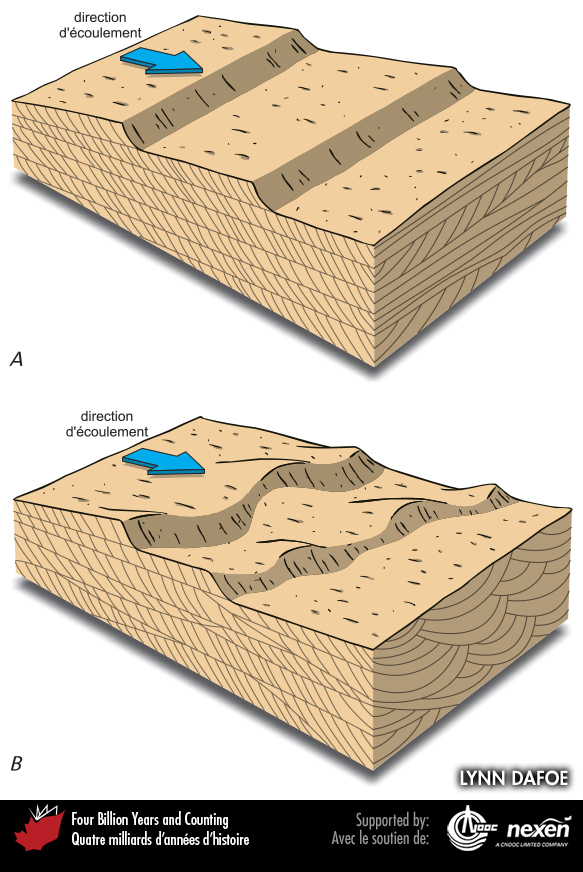 direction
d'écoulement
A
direction
d'écoulement
B
LYNN DAFOE
Four Billion Years and Counting
Quatre milliards d'années d'histoire
Supported by:
Avec le soutien de:
CNOOC
nexen
A CNOOC LIMITED COMPANY